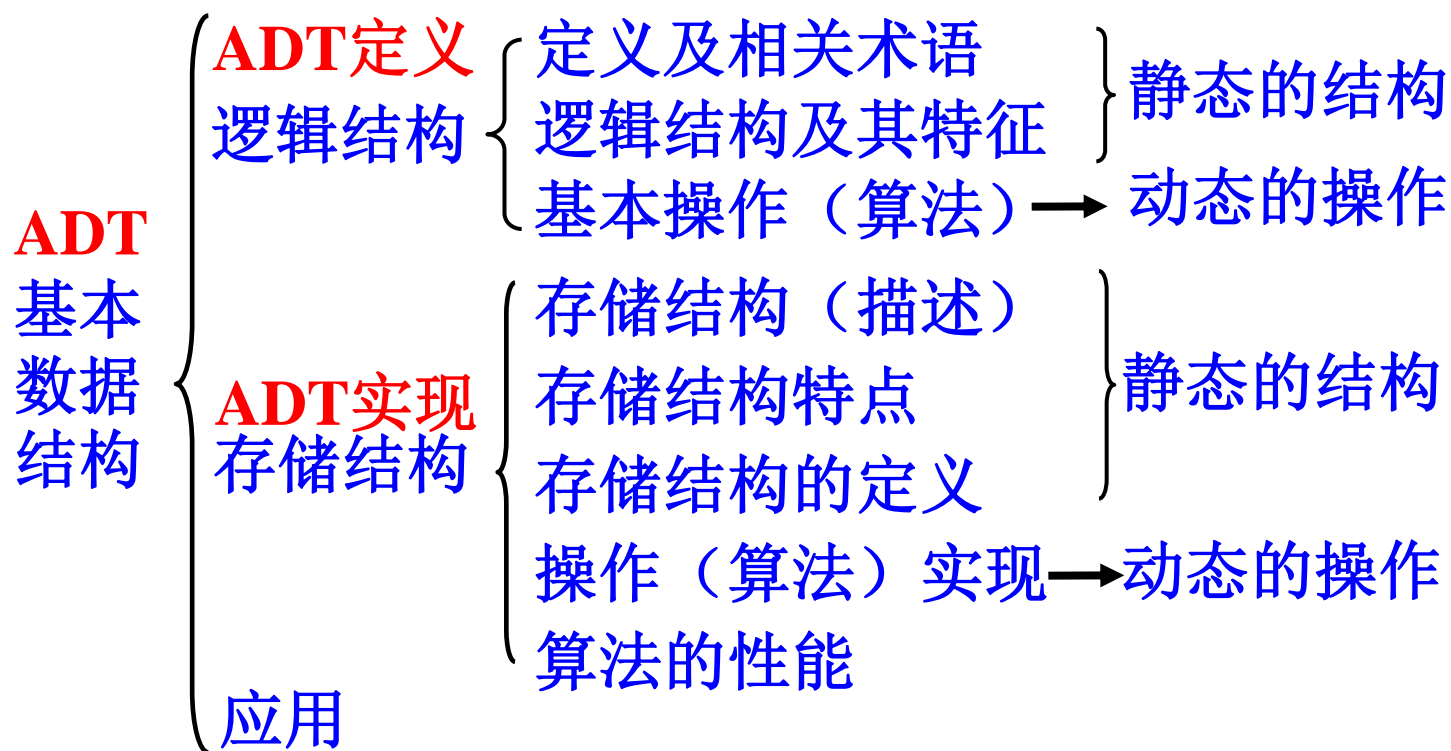 ADT
基本
数据
结构
ADT定义
逻辑结构
定义及相关术语
逻辑结构及其特征
静态的结构
基本操作（算法）
动态的操作
ADT实现
存储结构
存储结构（描述）
存储结构特点
存储结构的定义
静态的结构
操作（算法）实现
动态的操作
算法的性能
应用